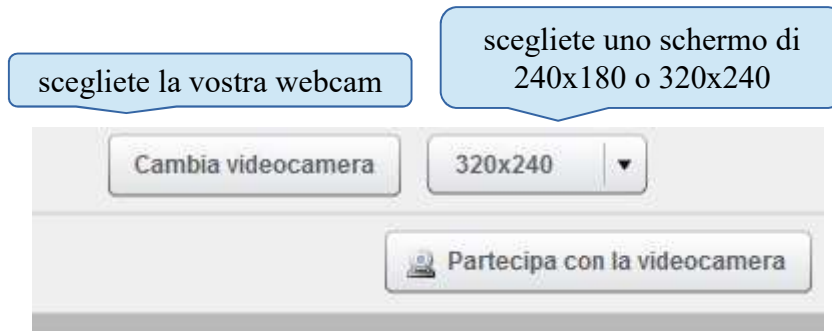 scegliete la vostra webcam
scegliete uno schermo di
240x180 o 320x240
Cambia videocamera
320x240
Partecipa con la videocamera